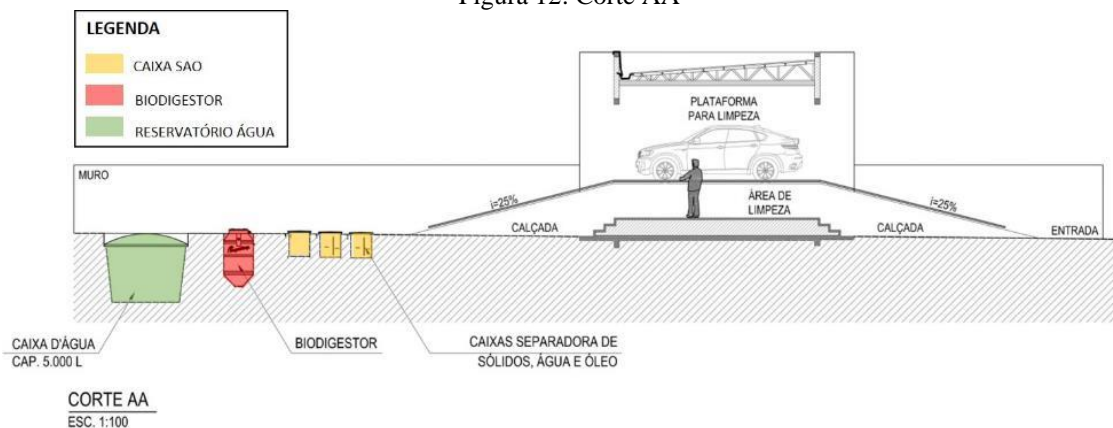 Figura 12: Corte AA
LEGENDA
CAIXA SAO
BIODIGESTOR
RESERVATÓRIO ÁGUA
PLATAFORMA
PARA LIMPEZA
MURO
i=25%
ÁREA DE
LIMPEZA
i=25%
CALÇADA
CALÇADA
ENTRADA
CAIXA D'ÁGUA
CAP. 5.000 L
BIODIGESTOR
CAIXAS SEPARADORA DE
SÓLIDOS, ÁGUA E ÓLEO
CORTE AA
ESC. 1:100